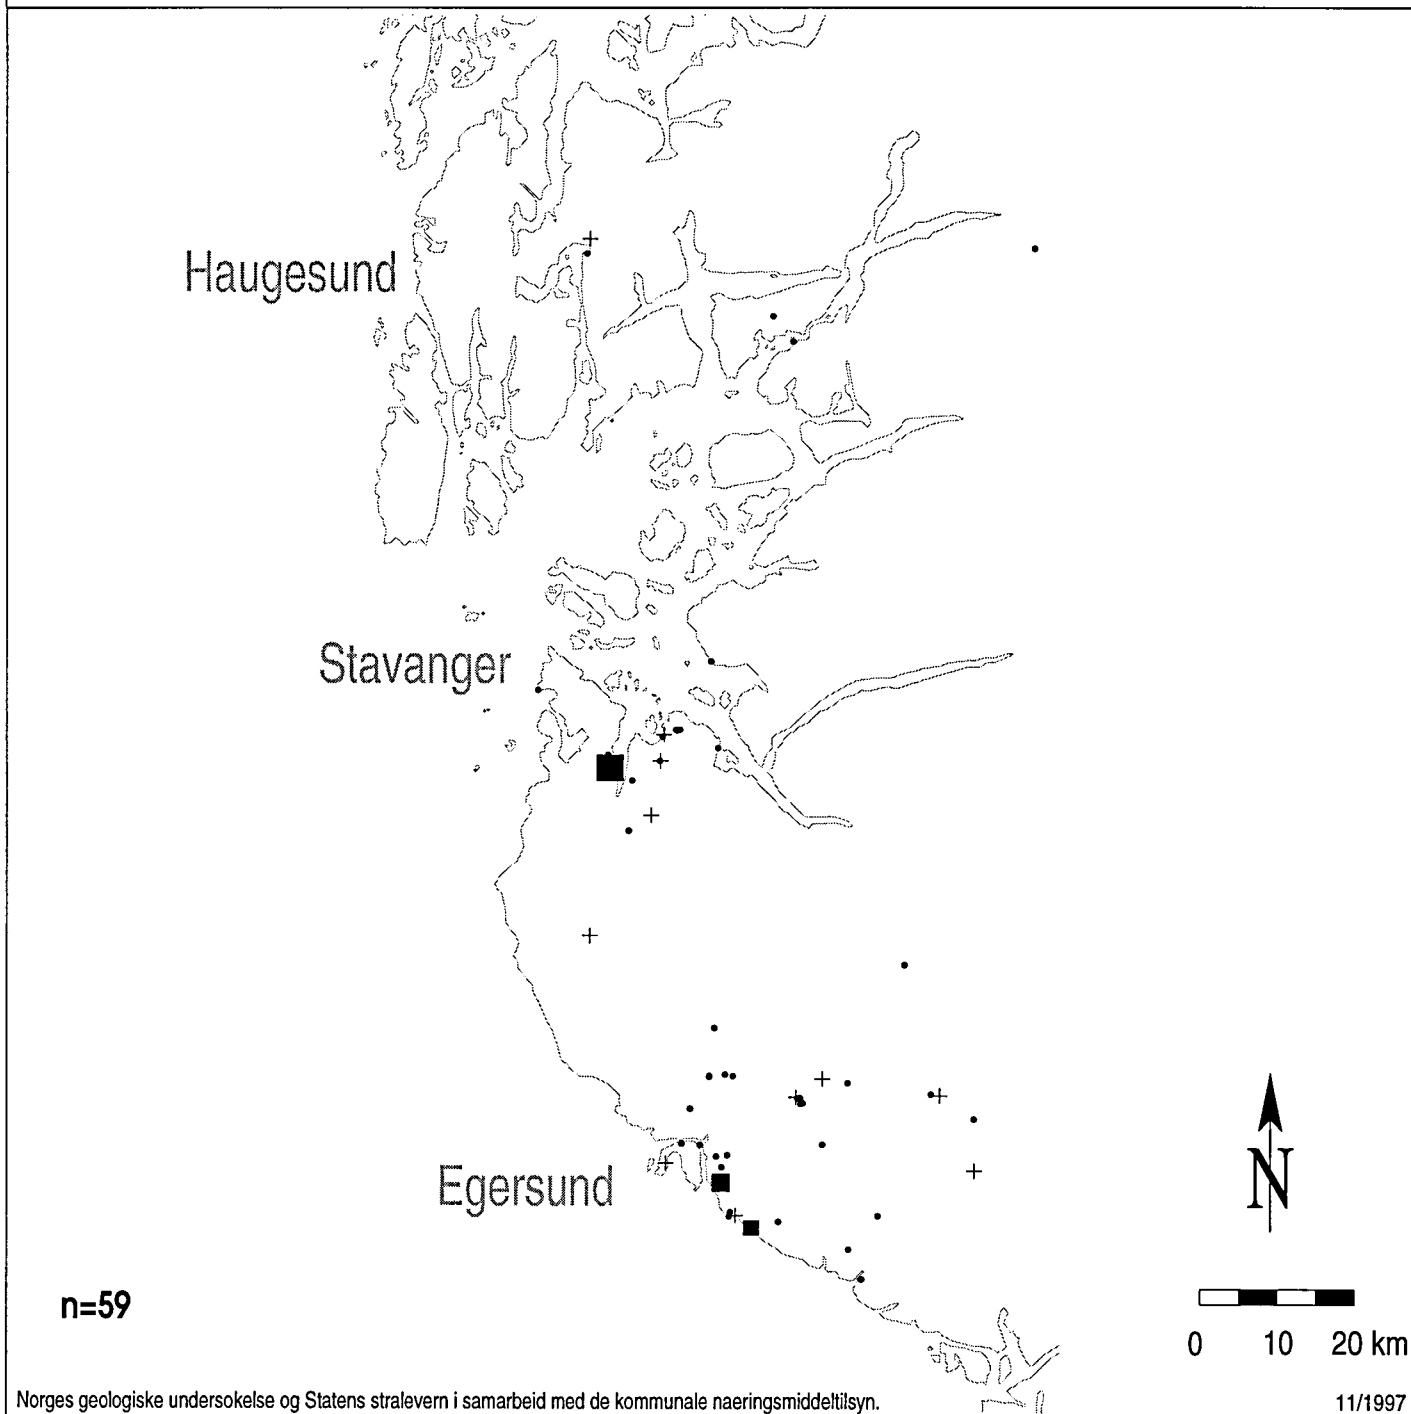 Haugesund
Stavanger
Egersund
N
n=59
0 10 20 km
Norges geologiske undersokelse og Statens stralevern i samarbeid med de kommunale naeringsmiddeltilsyn.
11/1997